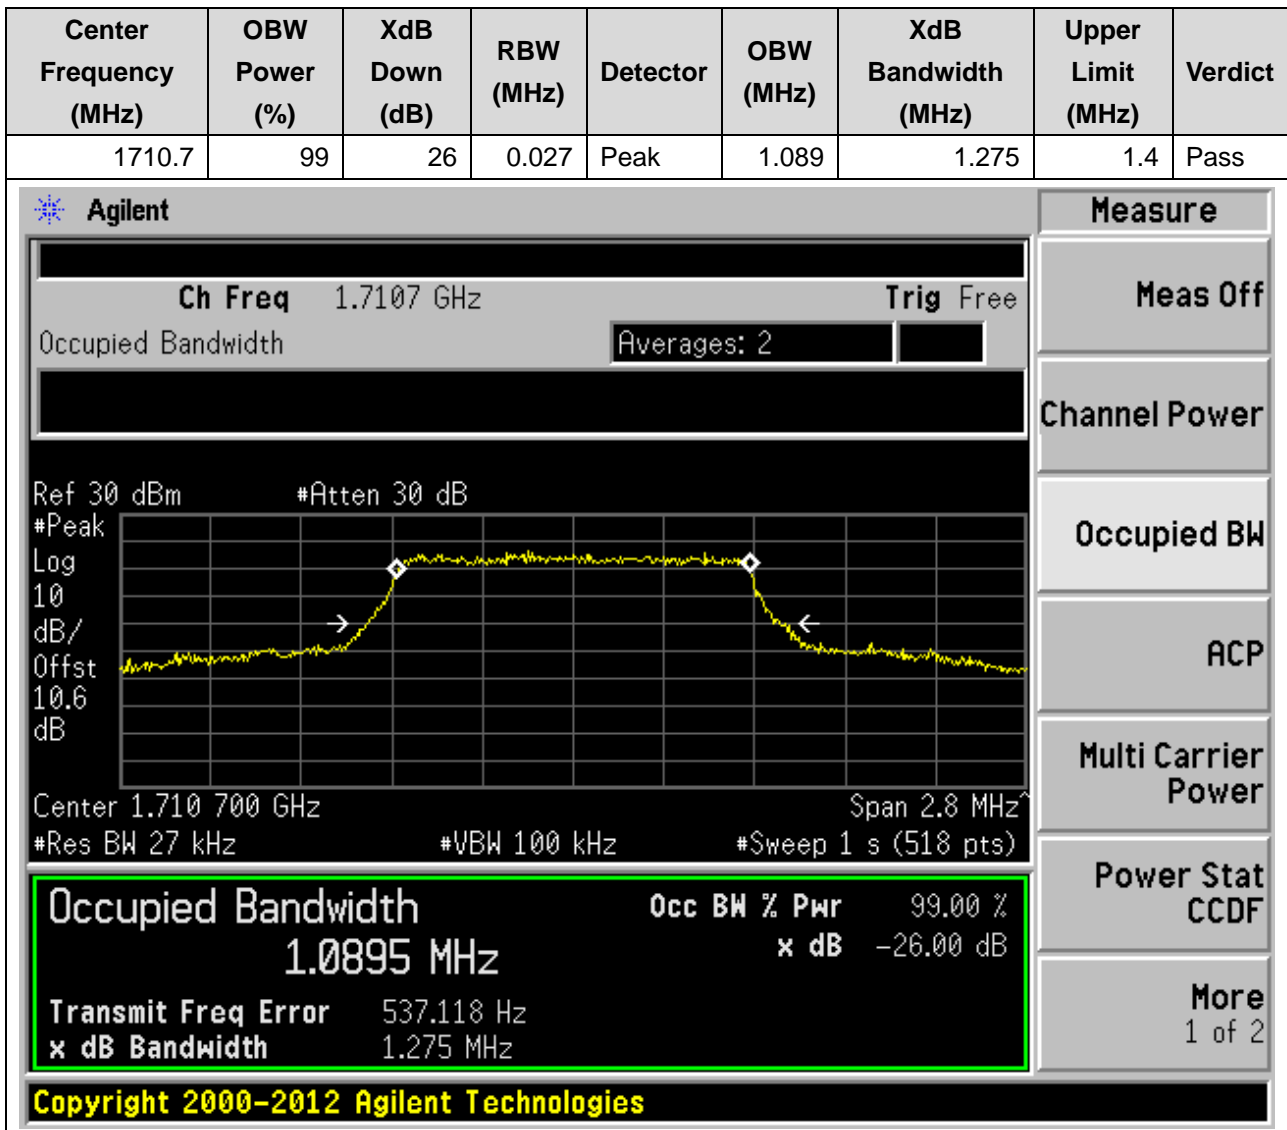 Center Frequency (MHz) OBW Power (%) XdB Down (dB) RBW (MHz) Detector OBW (MHz) XdB Bandwidth (MHz) Upper Limit (MHz) Verdict
1710.7 99 26 0.027 Peak 1.089 1.275 1.4 Pass
Agilent
Measure
Ch Freq 1.7107 GHz Trig Free
Occupied Bandwidth Averages: 2
Ref 30 dBm #Atten 30 dB
#Peak
Log
10
dB/
Offst
10.6
dB
Center 1.710 700 GHz Span 2.8 MHz^
#Res BW 27 kHz #VBW 100 kHz #Sweep 1 s (518 pts)
Occupied Bandwidth Occ BW % Pwr 99.00 %
1.0895 MHz x dB -26.00 dB
Transmit Freq Error 537.118 Hz
x dB Bandwidth 1.275 MHz
Meas Off
Channel Power
Occupied BW
ACP
Multi Carrier
Power
Power Stat
CCDF
More
1 of 2
Copyright 2000-2012 Agilent Technologies